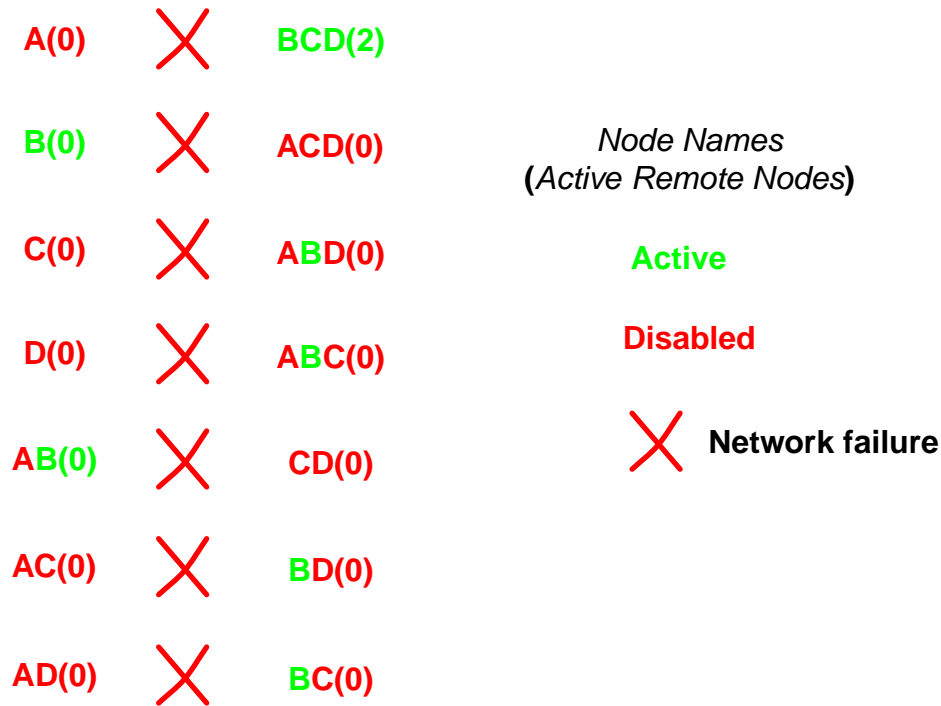 A(0) BCD(2)
B(0) ACD(0)
Node Names
(Active Remote Nodes)
C(0) ABD(0)
Active
D(0) ABC(0)
Disabled
AB(0) CD(0)
Network failure
AC(0) BD(0)
AD(0) BC(0)